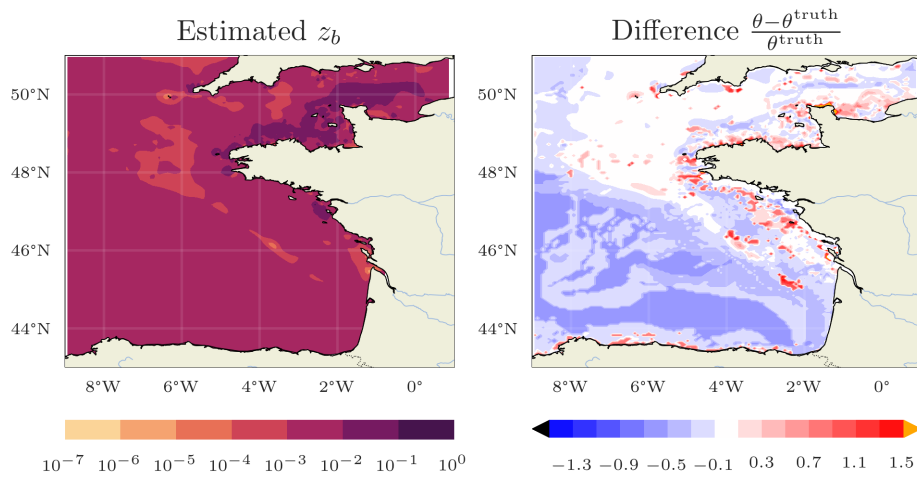 Estimated z_b
Difference \frac{θ−θ^{truth}}{θ^{truth}}
50°N
48°N
46°N
44°N
8°W 6°W 4°W 2°W 0°
50°N
48°N
46°N
44°N
8°W 6°W 4°W 2°W 0°
10^{−7} 10^{−6} 10^{−5} 10^{−4} 10^{−3} 10^{−2} 10^{−1} 10^{0}
−1.3 −0.9 −0.5 −0.1 0.3 0.7 1.1 1.5